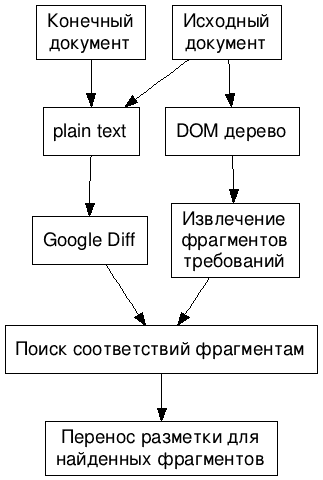 Конечный
документ
Исходный
документ
plain text
DOM дерево
Google Diff
Извлечение
фрагментов
требований
Поиск соответствий фрагментам
Перенос разметки для
найденных фрагментов